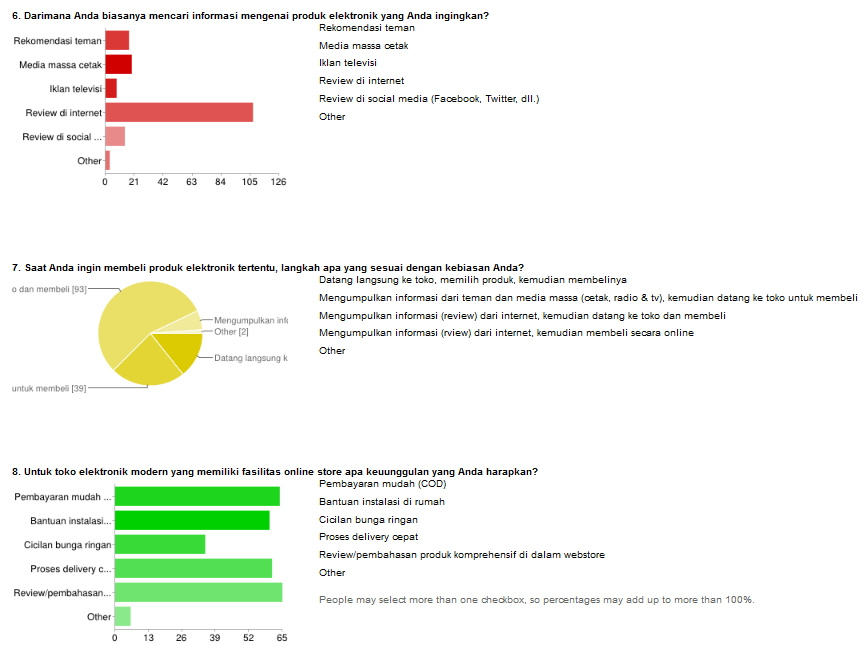 6. Darimana Anda biasanya mencari informasi mengenai produk elektronik yang Anda ingingkan?
Rekomendasi teman
Media massa cetak
Iklan televisi
Review di internet
Review di social ...
Other
0 21 42 63 84 105 126
Rekomendasi teman
Media massa cetak
Iklan televisi
Review di internet
Review di social media (Facebook, Twitter, dll.)
Other
7. Saat Anda ingin membeli produk elektronik tertentu, langkah apa yang sesuai dengan kebiasan Anda?
o dan membeli [93]
Mengumpulkan info
Other [2]
Datang langsung k
untuk membeli [39]
Datang langsung ke toko, memilih produk, kemudian membelinya
Mengumpulkan informasi dari teman dan media massa (cetak, radio & tv), kemudian datang ke toko untuk membeli
Mengumpulkan informasi (review) dari internet, kemudian datang ke toko dan membeli
Mengumpulkan informasi (rview) dari internet, kemudian membeli secara online
Other
8. Untuk toko elektronik modern yang memiliki fasilitas online store apa keuunggulan yang Anda harapkan?
Pembayaran mudah ...
Bantuan instalasi...
Cicilan bunga ringan
Proses delivery c...
Review/pembahasan...
Other
0 13 26 39 52 65
Pembayaran mudah (COD)
Bantuan instalasi di rumah
Cicilan bunga ringan
Proses delivery cepat
Review/pembahasan produk komprehensif di dalam webstore
Other
People may select more than one checkbox, so percentages may add up to more than 100%.